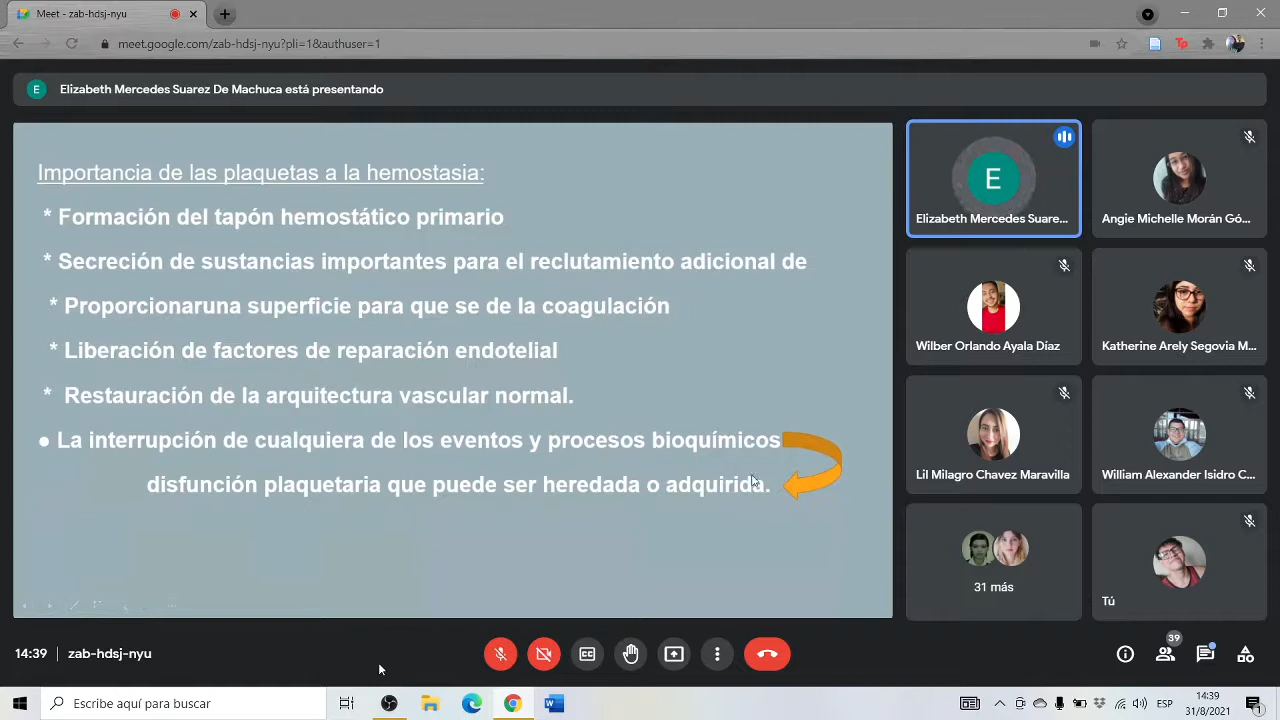 Meet - zab-hdsj-nyu
meet.google.com/zab-hdsj-nyu?pli=1&authuser=1
Tp
E
Elizabeth Mercedes Suarez De Machuca está presentando
Importancia de las plaquetas a la hemostasia:
* Formación del tapón hemostático primario
* Secreción de sustancias importantes para el reclutamiento adicional de
* Proporcionaruna superficie para que se de la coagulación
* Liberación de factores de reparación endotelial
* Restauración de la arquitectura vascular normal.
● La interrupción de cualquiera de los eventos y procesos bioquímicos
disfunción plaquetaria que puede ser heredada o adquirida.
E
Elizabeth Mercedes Suare...
Angie Michelle Morán Gó...
Wilber Orlando Ayala Díaz
Katherine Arely Segovia M...
Lil Milagro Chavez Maravilla
William Alexander Isidro C...
31 más
Tú
14:39 | zab-hdsj-nyu
39
Escribe aquí para buscar
W
ESP
14:39
31/8/2021
1